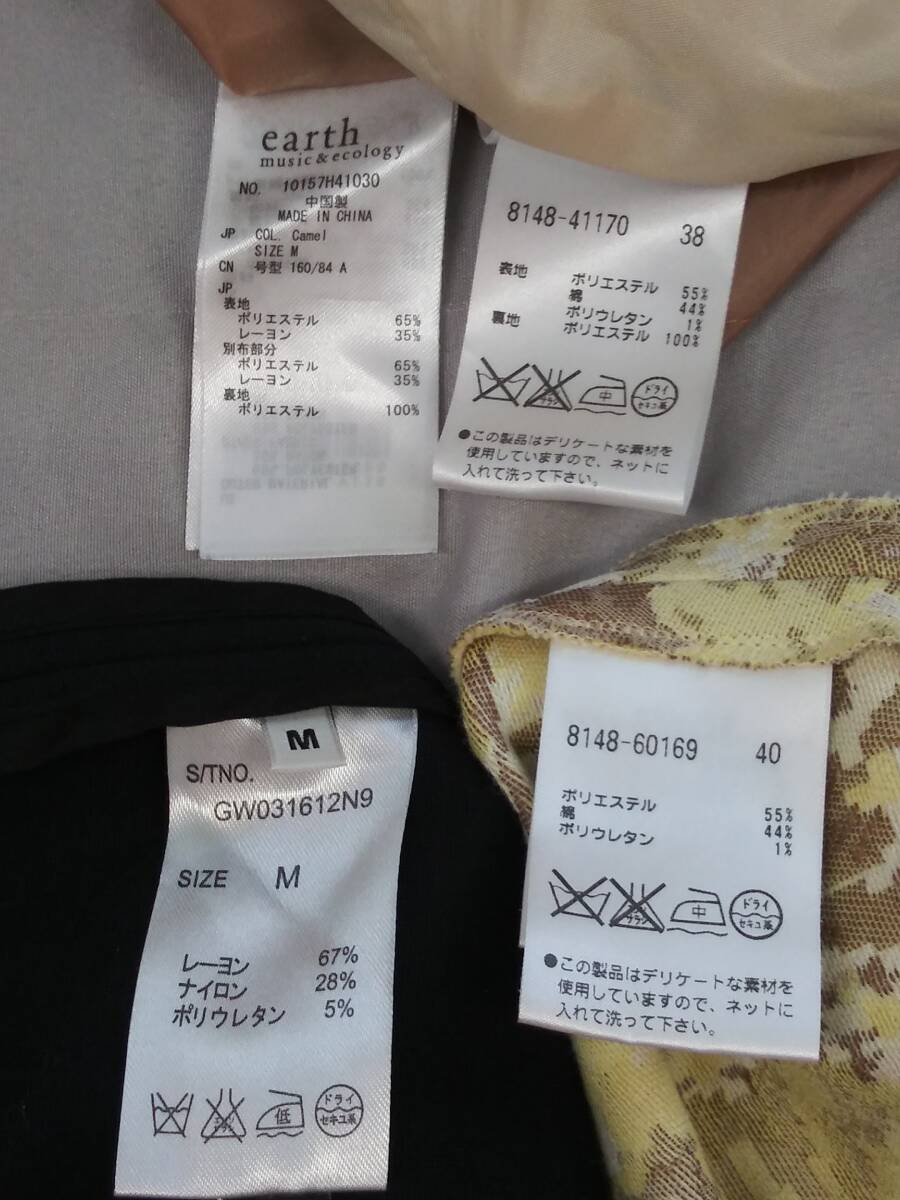 earth
music & ecology
NO. 10157H41030
中国製
MADE IN CHINA
JP COL. Camel
SIZE M
CN 号型 160/84 A
JP
表地
ポリエステル 65%
レーヨン 35%
別布部分
ポリエステル 65%
レーヨン 35%
裏地
ポリエステル 100%
8148-41170 38
表地 ポリエステル 55%
綿 44%
ポリウレタン 1%
裏地 ポリエステル 100%
中
ドライ
セキユ系
●この製品はデリケートな素材を
使用していますので、ネットに
入れて洗って下さい。
M
S/TNO.
GW031612N9
SIZE M
レーヨン 67%
ナイロン 28%
ポリウレタン 5%
低
ドライ
セキユ系
8148-60169 40
ポリエステル 55%
綿 44%
ポリウレタン 1%
中
ドライ
セキユ系
●この製品はデリケートな素材を
使用していますので、ネットに
入れて洗って下さい。